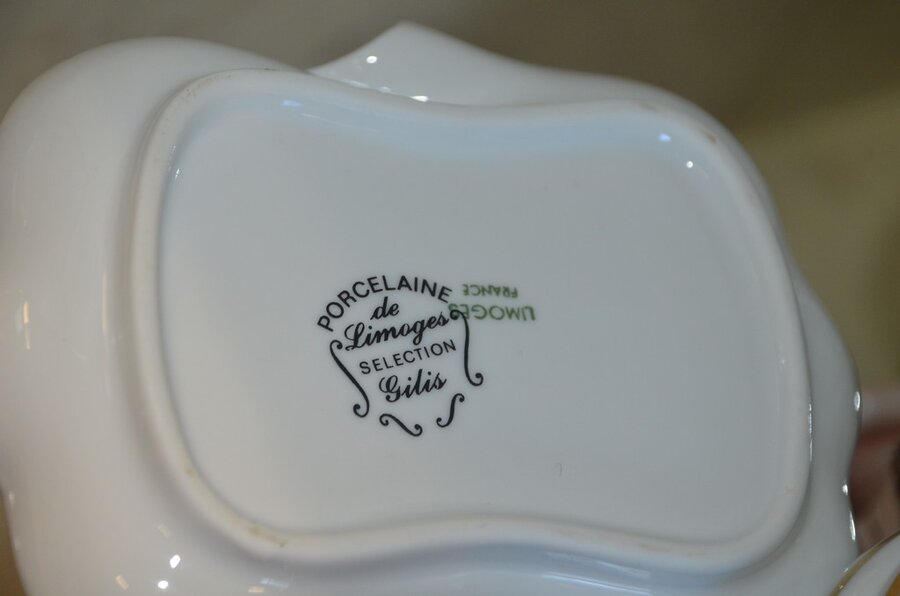 PORCELAINE
de
Limoges
SELECTION
Gilis
LIMOGES
FRANCE